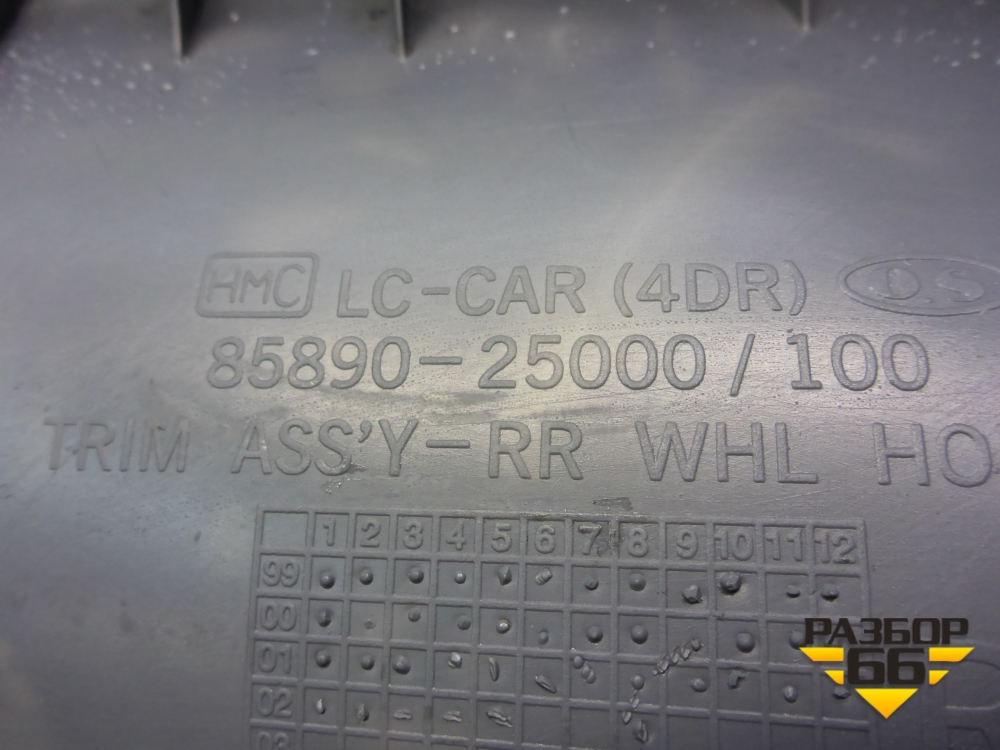 HMC LC-CAR (4DR) D.S
85890-25000/100
TRIM ASS'Y-RR WHL HO
1 2 3 4 5 6 7 8 9 10 11 12
99
00
01
02
03
РАЗБОР
66